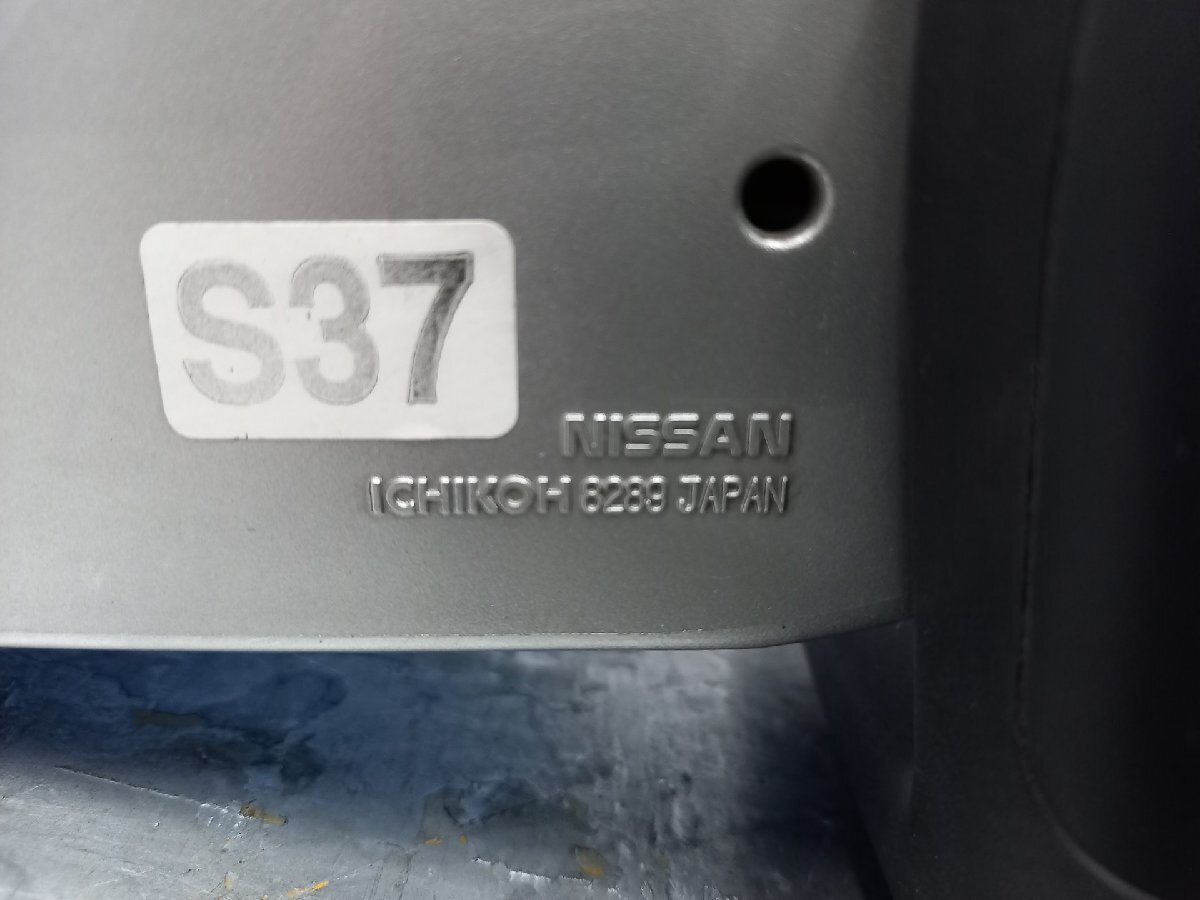 S37
NISSAN
ICHIKOH 8289 JAPAN